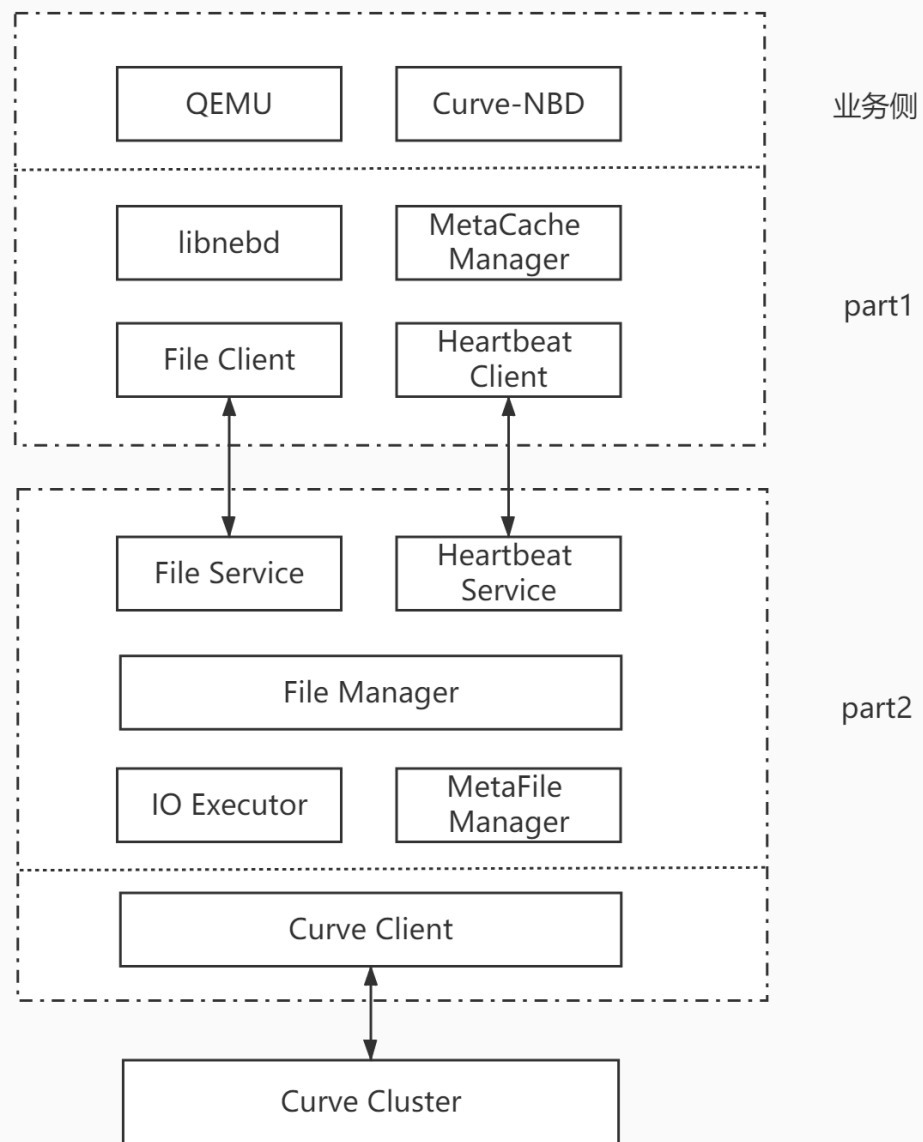 QEMU
Curve-NBD
业务侧
libnebd
MetaCache
Manager
part1
File Client
Heartbeat
Client
File Service
Heartbeat
Service
File Manager
part2
IO Executor
MetaFile
Manager
Curve Client
Curve Cluster